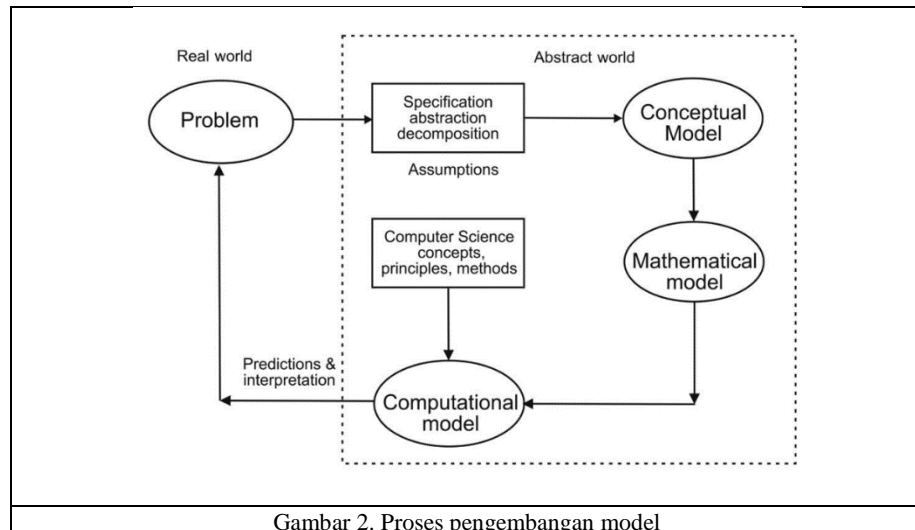 Real world
Abstract world
Problem
Specification
abstraction
decomposition
Conceptual
Model
Assumptions
Computer Science
concepts,
principles, methods
Mathematical
model
Predictions &
interpretation
Computational
model
Gambar 2. Proses pengembangan model